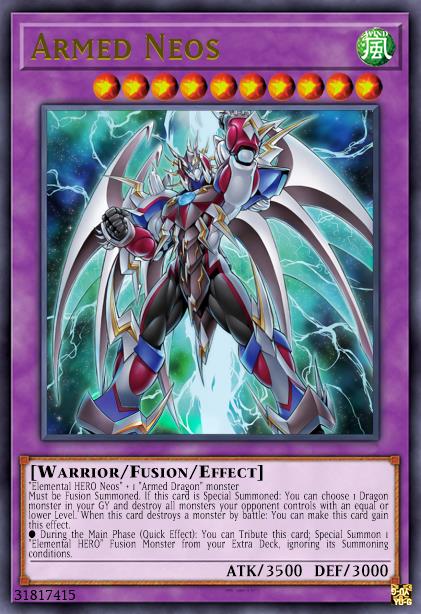 Armed Neos
WIND
風
[Warrior/Fusion/Effect]
"Elemental HERO Neos" + 1 "Armed Dragon" monster
Must be Fusion Summoned. If this card is Special Summoned: You can choose 1 Dragon
monster in your GY and destroy all monsters your opponent controls with an equal or
lower Level. When this card destroys a monster by battle: You can make this card gain
this effect.
● During the Main Phase (Quick Effect): You can Tribute this card; Special Summon 1
"Elemental HERO" Fusion Monster from your Extra Deck, ignoring its Summoning
conditions.
ATK/3500 DEF/3000
31817415